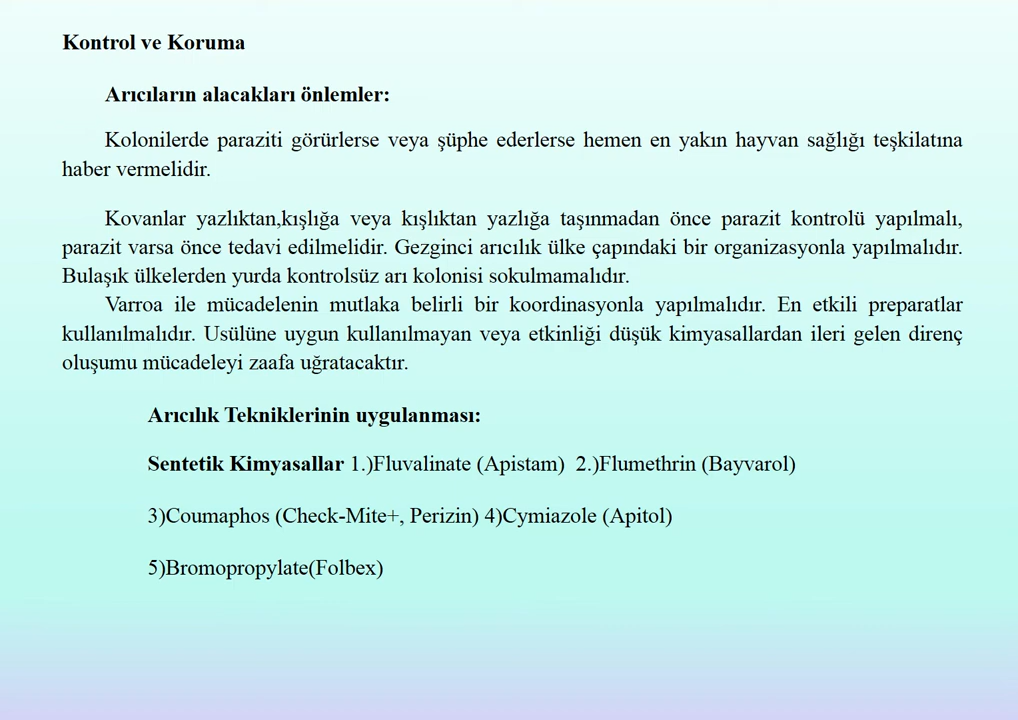 Kontrol ve Koruma
Arıcıların alacakları önlemler:
Kolonilerde paraziti görürlerse veya şüphe ederlerse hemen en yakın hayvan sağlığı teşkilatına
haber vermelidir.
Kovanlar yazlıktan,kışlığa veya kışlıktan yazlığa taşınmadan önce parazit kontrolü yapılmalı,
parazit varsa önce tedavi edilmelidir. Gezginci arıcılık ülke çapındaki bir organizasyonla yapılmalıdır.
Bulaşık ülkelerden yurda kontrolsüz arı kolonisi sokulmamalıdır.
Varroa ile mücadelenin mutlaka belirli bir koordinasyonla yapılmalıdır. En etkili preparatlar
kullanılmalıdır. Usülüne uygun kullanılmayan veya etkinliği düşük kimyasallardan ileri gelen direnç
oluşumu mücadeleyi zaafa uğratacaktır.
Arıcılık Tekniklerinin uygulanması:
Sentetik Kimyasallar 1.)Fluvalinate (Apistam) 2.)Flumethrin (Bayvarol)
3)Coumaphos (Check-Mite+, Perizin) 4)Cymiazole (Apitol)
5)Bromopropylate(Folbex)